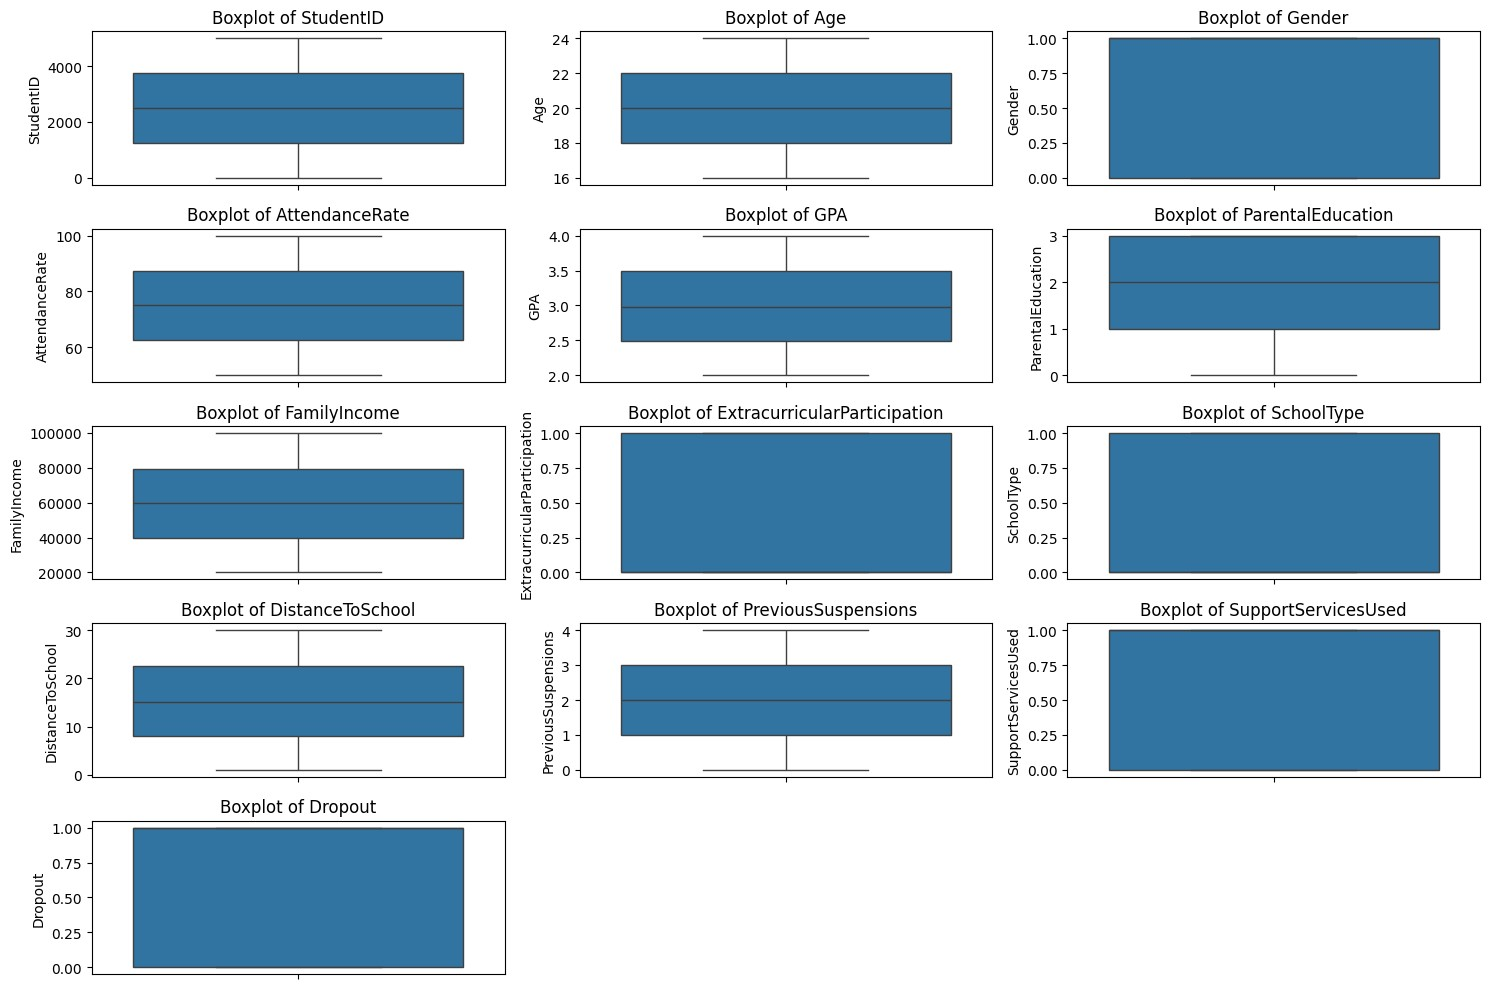 Boxplot of StudentID
StudentID
4000
2000
0
Boxplot of Age
Age
24
22
20
18
16
Boxplot of Gender
Gender
1.00
0.75
0.50
0.25
0.00
Boxplot of AttendanceRate
AttendanceRate
100
80
60
Boxplot of GPA
GPA
4.0
3.5
3.0
2.5
2.0
Boxplot of ParentalEducation
ParentalEducation
3
2
1
0
Boxplot of FamilyIncome
FamilyIncome
100000
80000
60000
40000
20000
Boxplot of ExtracurricularParticipation
ExtracurricularParticipation
1.00
0.75
0.50
0.25
0.00
Boxplot of SchoolType
SchoolType
1.00
0.75
0.50
0.25
0.00
Boxplot of DistanceToSchool
DistanceToSchool
30
20
10
0
Boxplot of PreviousSuspensions
PreviousSuspensions
4
3
2
1
0
Boxplot of SupportServicesUsed
SupportServicesUsed
1.00
0.75
0.50
0.25
0.00
Boxplot of Dropout
Dropout
1.00
0.75
0.50
0.25
0.00